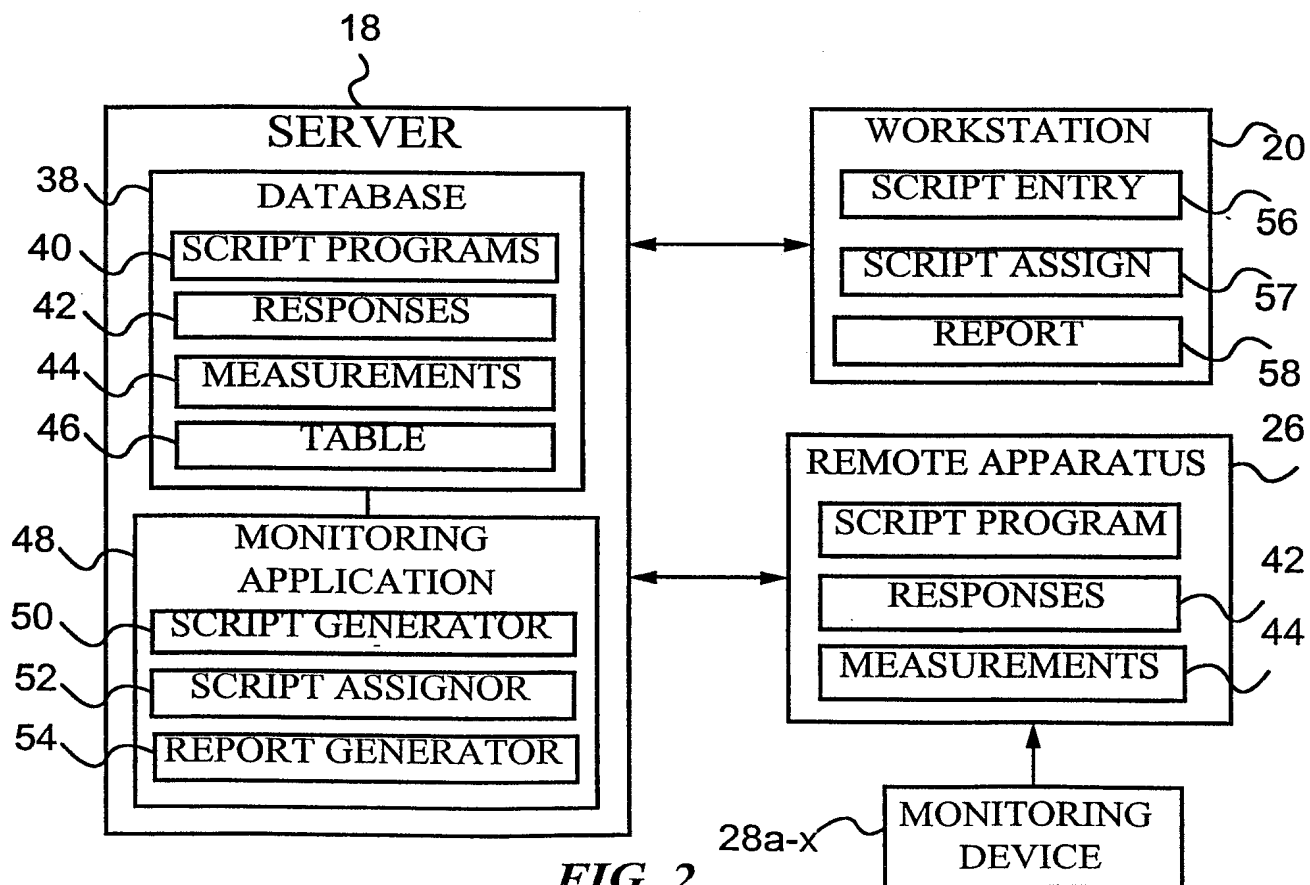 18
SERVER
38
DATABASE
40
SCRIPT PROGRAMS
42
RESPONSES
44
MEASUREMENTS
46
TABLE
48
MONITORING
APPLICATION
50
SCRIPT GENERATOR
52
SCRIPT ASSIGNOR
54
REPORT GENERATOR
WORKSTATION
20
SCRIPT ENTRY
56
SCRIPT ASSIGN
57
REPORT
58
26
REMOTE APPARATUS
SCRIPT PROGRAM
42
RESPONSES
44
MEASUREMENTS
28a-x
MONITORING
DEVICE
FIG. 2